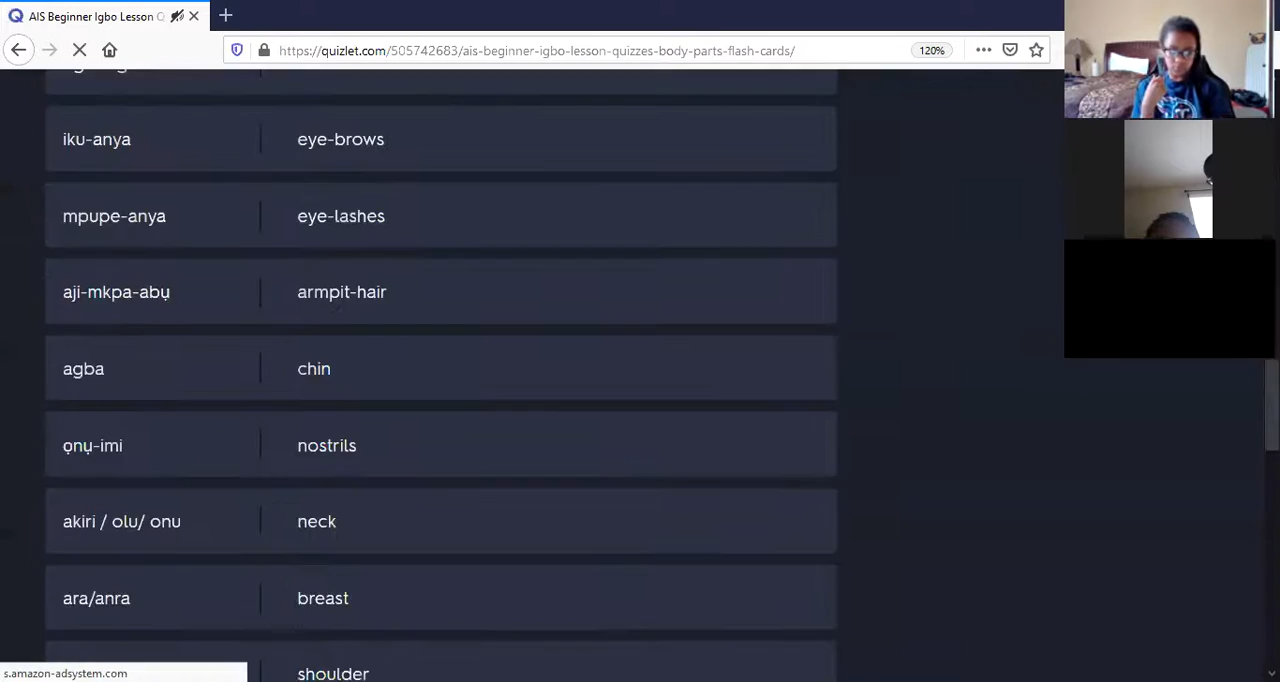 AIS Beginner Igbo Lesson Q
https://quizlet.com/505742683/ais-beginner-igbo-lesson-quizzes-body-parts-flash-cards/
120%
iku-anya eye-brows
mpupe-anya eye-lashes
aji-mkpa-abụ armpit-hair
agba chin
ọnụ-imi nostrils
akiri / olu/ onu neck
ara/anra breast
shoulder
s.amazon-adsystem.com